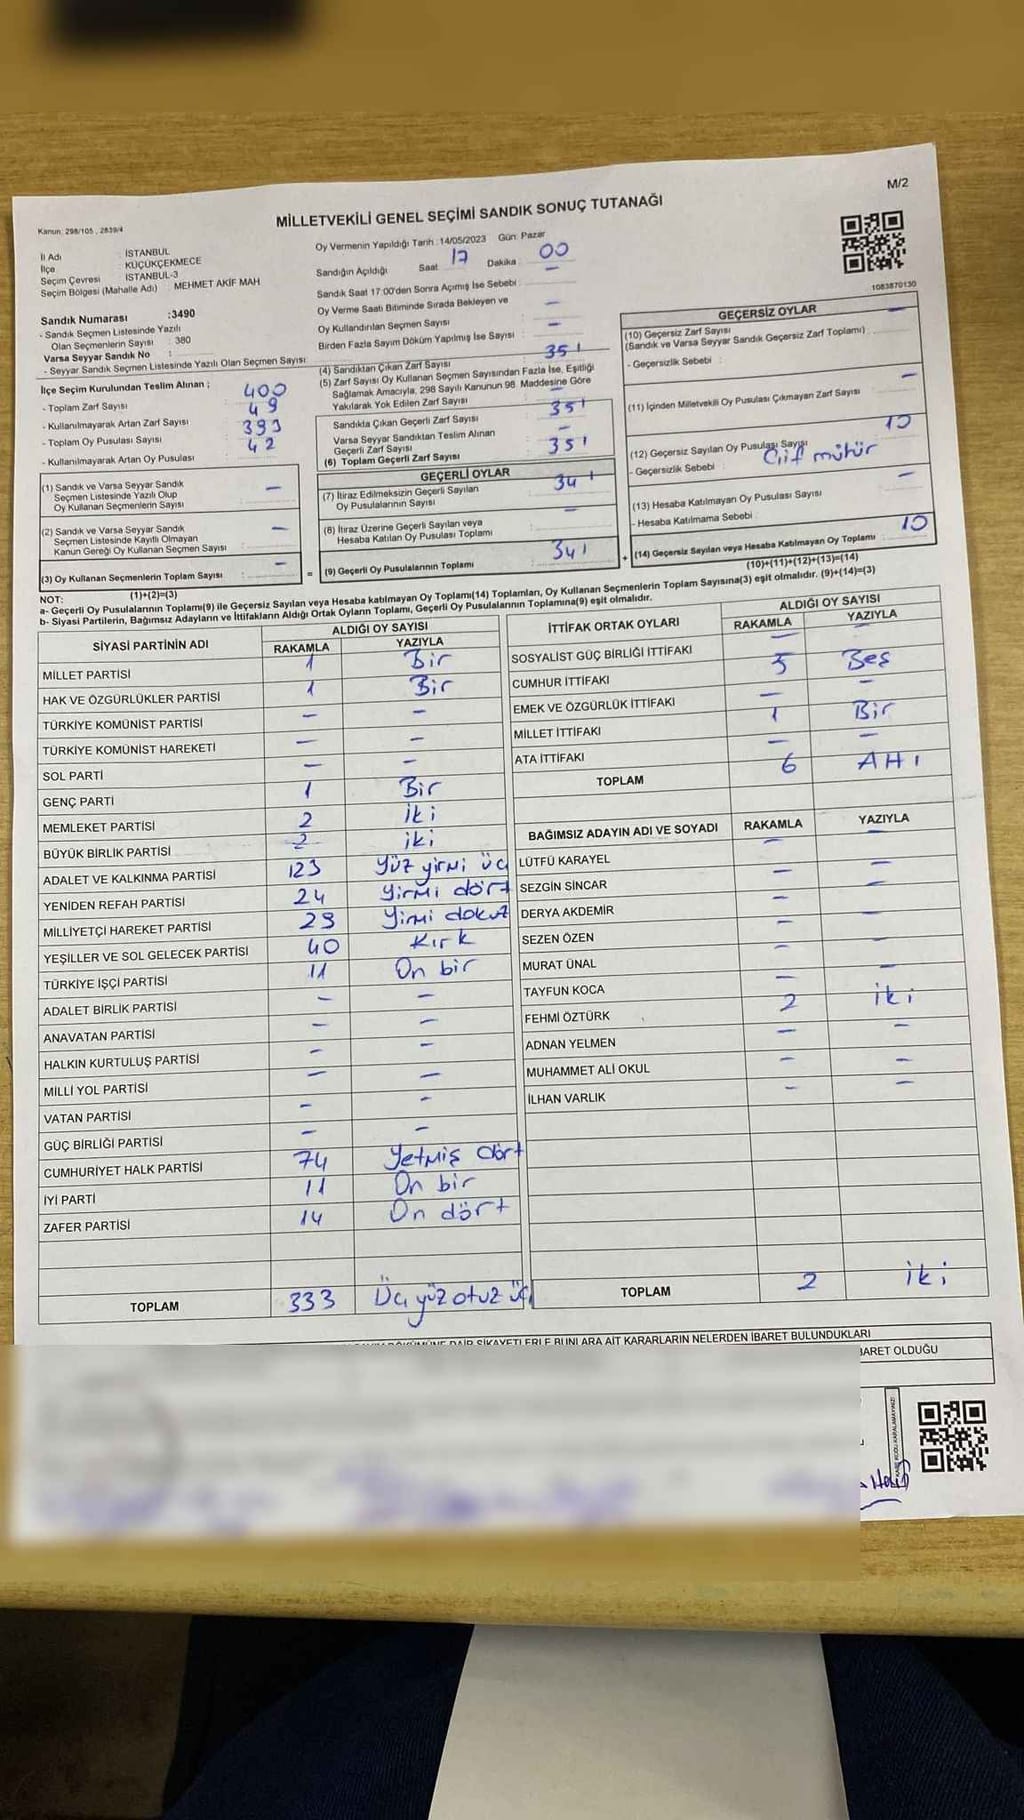 M/2
Kanun: 298/105 , 2839/4
MİLLETVEKİLİ GENEL SEÇİMİ SANDIK SONUÇ TUTANAĞI
İl Adı : İSTANBUL
İlçe : KÜÇÜKÇEKMECE
Seçim Çevresi : İSTANBUL-3
Seçim Bölgesi (Mahalle Adı) : MEHMET AKİF MAH
Sandık Numarası :3490
- Sandık Seçmen Listesinde Yazılı
Olan Seçmenlerin Sayısı : 380
Varsa Seyyar Sandık No :
- Seyyar Sandık Seçmen Listesinde Yazılı Olan Seçmen Sayısı :
Oy Vermenin Yapıldığı Tarih : 14/05/2023 Gün: Pazar
Sandığın Açıldığı Saat 17 Dakika : 00
Sandık Saat 17:00'den Sonra Açımış İse Sebebi : –
Oy Verme Saati Bitiminde Sırada Bekleyen ve
Oy Kullandırılan Seçmen Sayısı –
Birden Fazla Sayım Döküm Yapılmış İse Sayısı –
1083870130
İlçe Seçim Kurulundan Teslim Alınan ;
- Toplam Zarf Sayısı 400
- Kullanılmayarak Artan Zarf Sayısı 49
- Toplam Oy Pusulası Sayısı 393
- Kullanılmayarak Artan Oy Pusulası 42
(1) Sandık ve Varsa Seyyar Sandık
Seçmen Listesinde Yazılı Olup
Oy Kullanan Seçmenlerin Sayısı –
(2) Sandık ve Varsa Seyyar Sandık
Seçmen Listesinde Kayıtlı Olmayan
Kanun Gereği Oy Kullanan Seçmen Sayısı –
(3) Oy Kullanan Seçmenlerin Toplam Sayısı –
(4) Sandıktan Çıkan Zarf Sayısı 351
(5) Zarf Sayısı Oy Kullanan Seçmen Sayısından Fazla İse, Eşitliği
Sağlamak Amacıyla, 298 Sayılı Kanunun 98. Maddesine Göre
Yakılarak Yok Edilen Zarf Sayısı –
Sandıkta Çıkan Geçerli Zarf Sayısı 351
Varsa Seyyar Sandıktan Teslim Alınan
Geçerli Zarf Sayısı –
(6) Toplam Geçerli Zarf Sayısı 351
GEÇERLİ OYLAR
(7) İtiraz Edilmeksizin Geçerli Sayılan
Oy Pusulalarının Sayısı 341
(8) İtiraz Üzerine Geçerli Sayılan veya
Hesaba Katılan Oy Pusulası Toplamı –
= (9) Geçerli Oy Pusulalarının Toplamı 341
GEÇERSİZ OYLAR
(10) Geçersiz Zarf Sayısı –
(Sandık ve Varsa Seyyar Sandık Geçersiz Zarf Toplamı)
- Geçersizlik Sebebi :
(11) İçinden Milletvekili Oy Pusulası Çıkmayan Zarf Sayısı –
(12) Geçersiz Sayılan Oy Pusulası Sayısı 10
- Geçersizlik Sebebi : Çif mühür
(13) Hesaba Katılmayan Oy Pusulası Sayısı –
- Hesaba Katılmama Sebebi :
+ (14) Geçersiz Sayılan veya Hesaba Katılmayan Oy Toplamı 10
NOT: (1)+(2)=(3) (10)+(11)+(12)+(13)=(14)
a- Geçerli Oy Pusulalarının Toplamı(9) ile Geçersiz Sayılan veya Hesaba katılmayan Oy Toplamı(14) Toplamları, Oy Kullanan Seçmenlerin Toplam Sayısına(3) eşit olmalıdır. (9)+(14)=(3)
b- Siyasi Partilerin, Bağımsız Adayların ve İttifakların Aldığı Ortak Oyların Toplamı, Geçerli Oy Pusulalarının Toplamına(9) eşit olmalıdır.
SİYASİ PARTİNİN ADI ALDIĞI OY SAYISI
RAKAMLA YAZIYLA
MİLLET PARTİSİ 1 Bir
HAK VE ÖZGÜRLÜKLER PARTİSİ 1 Bir
TÜRKİYE KOMÜNİST PARTİSİ – –
TÜRKİYE KOMÜNİST HAREKETİ – –
SOL PARTİ – –
GENÇ PARTİ 1 Bir
MEMLEKET PARTİSİ 2 iki
BÜYÜK BİRLİK PARTİSİ 2 iki
ADALET VE KALKINMA PARTİSİ 123 Yüz yirmi üç
YENİDEN REFAH PARTİSİ 24 Yirmi dört
MİLLİYETÇİ HAREKET PARTİSİ 29 Yirmi dokuz
YEŞİLLER VE SOL GELECEK PARTİSİ 40 Kırk
TÜRKİYE İŞÇİ PARTİSİ 11 On bir
ADALET BİRLİK PARTİSİ – –
ANAVATAN PARTİSİ – –
HALKIN KURTULUŞ PARTİSİ – –
MİLLİ YOL PARTİSİ – –
VATAN PARTİSİ – –
GÜÇ BİRLİĞİ PARTİSİ – –
CUMHURİYET HALK PARTİSİ 74 Yetmiş dört
İYİ PARTİ 11 On bir
ZAFER PARTİSİ 14 On dört
TOPLAM 333 Üç yüz otuz üç
İTTİFAK ORTAK OYLARI ALDIĞI OY SAYISI
RAKAMLA YAZIYLA
SOSYALİST GÜÇ BİRLİĞİ İTTİFAKI – –
CUMHUR İTTİFAKI 5 Beş
EMEK VE ÖZGÜRLÜK İTTİFAKI – –
MİLLET İTTİFAKI 1 Bir
ATA İTTİFAKI – –
TOPLAM 6 Altı
BAĞIMSIZ ADAYIN ADI VE SOYADI RAKAMLA YAZIYLA
LÜTFÜ KARAYEL – –
SEZGİN SİNCAR – –
DERYA AKDEMİR – –
SEZEN ÖZEN – –
MURAT ÜNAL – –
TAYFUN KOCA – –
FEHMİ ÖZTÜRK 2 iki
ADNAN YELMEN – –
MUHAMMET ALİ OKUL – –
İLHAN VARLIK – –
TOPLAM 2 iki
DAİR ŞİKAYETLERLE BUNLARA AİT KARARLARIN NELERDEN İBARET BULUNDUKLARI
BARET OLDUĞU